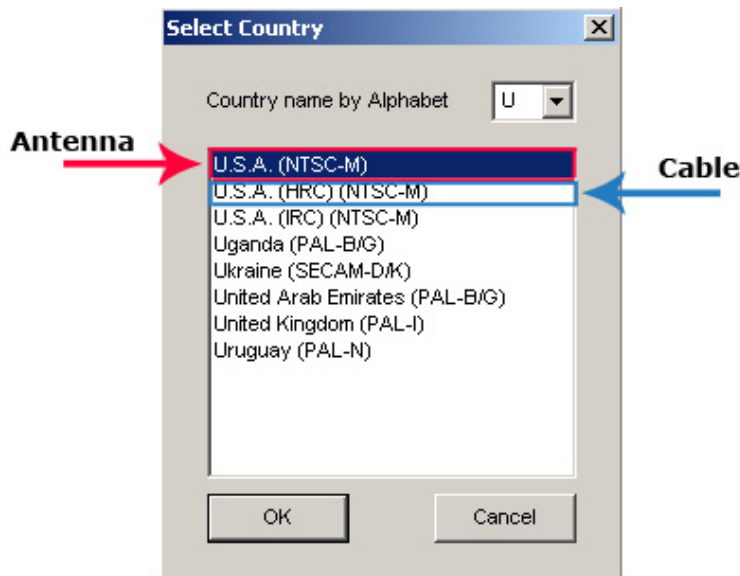 Select Country
Country name by Alphabet U
Antenna
U.S.A. (NTSC-M)
Cable
U.S.A. (HRC) (NTSC-M)
U.S.A. (IRC) (NTSC-M)
Uganda (PAL-B/G)
Ukraine (SECAM-D/K)
United Arab Emirates (PAL-B/G)
United Kingdom (PAL-I)
Uruguay (PAL-N)
OK Cancel